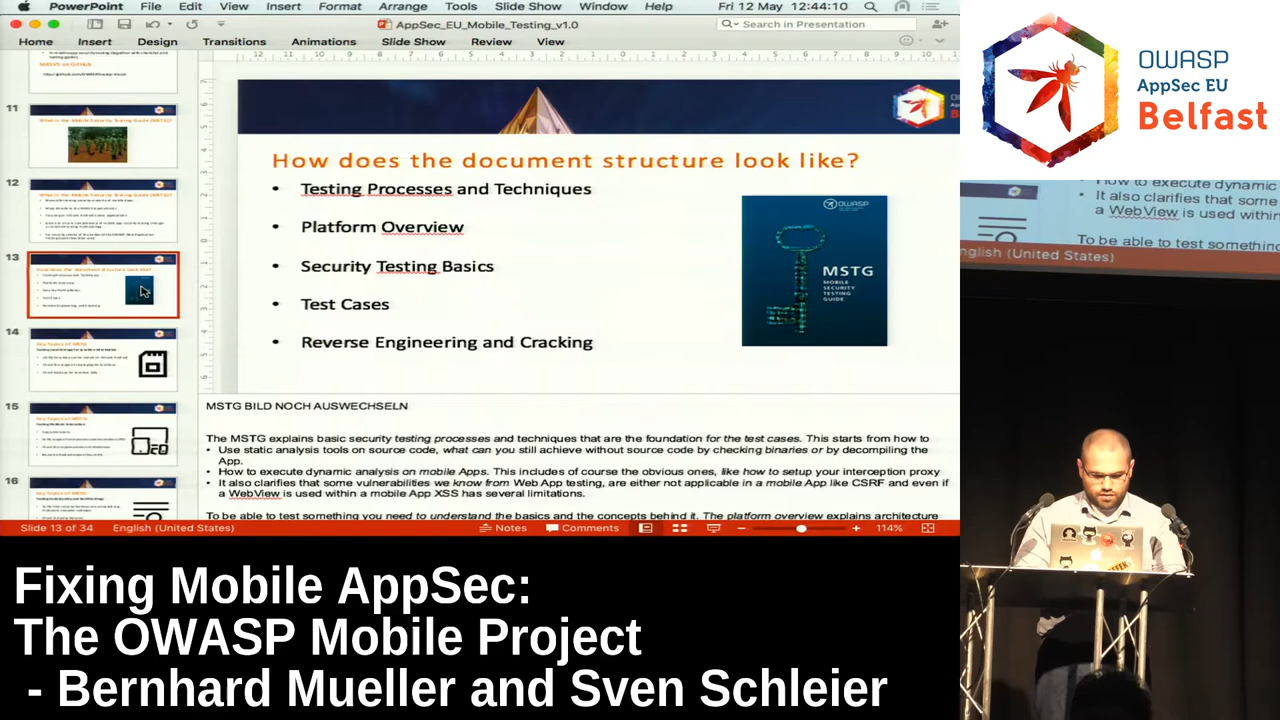 PowerPoint File Edit View Insert Format Arrange Tools Slide Show Window Help Fri 12 May 12:44:10
AppSec_EU_Mobile_Testing_v1.0
Search in Presentation
Home Insert Design Transitions Animations Slide Show Review View
11
12
13
14
15
16
How does the document structure look like?
• Testing Processes and Techniques
• Platform Overview
• Security Testing Basics
• Test Cases
• Reverse Engineering and Cracking
OWASP
MSTG
MOBILE
SECURITY
TESTING
GUIDE
MSTG BILD NOCH AUSWECHSELN
The MSTG explains basic security testing processes and techniques that are the foundation for the test cases. This starts from how to
• Use static analysis tools on source code, what can you still achieve without source code by checking binaries or by decompiling the
App.
• How to execute dynamic analysis on mobile Apps. This includes of course the obvious ones, like how to setup your interception proxy
• It also clarifies that some vulnerabilities we know from Web App testing, are either not applicable in a mobile App like CSRF and even if
a WebView is used within a mobile App XSS has several limitations.
To be able to test something you need to understand the basics and the concepts behind it. The platform overview explains architecture
Slide 13 of 34 English (United States) Notes Comments 114%
OWASP
AppSec EU
Belfast
How to execute dynamic
• It also clarifies that some
a WebView is used within
To be able to test something
English (United States)
Fixing Mobile AppSec:
The OWASP Mobile Project
- Bernhard Mueller and Sven Schleier